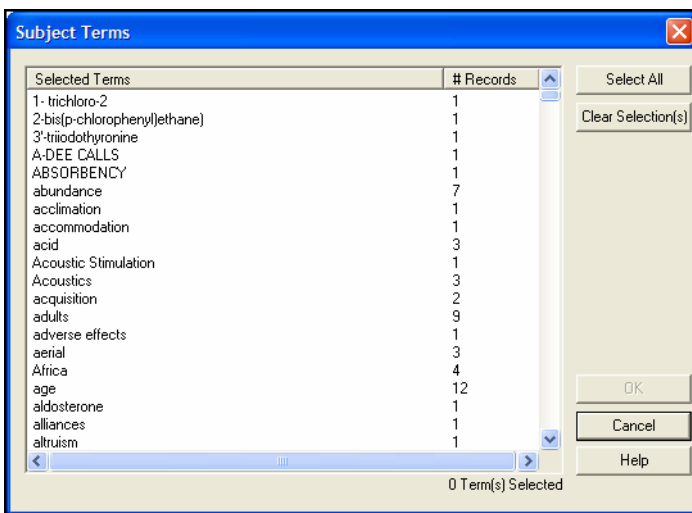 Subject Terms
Selected Terms # Records
1- trichloro-2 1
2-bis(p-chlorophenyl)ethane) 1
3'-triiodothyronine 1
A-DEE CALLS 1
ABSORBENCY 1
abundance 7
acclimation 1
accommodation 1
acid 3
Acoustic Stimulation 1
Acoustics 3
acquisition 2
adults 9
adverse effects 1
aerial 3
Africa 4
age 12
aldosterone 1
alliances 1
altruism 1
0 Term(s) Selected
Select All
Clear Selection(s)
OK
Cancel
Help